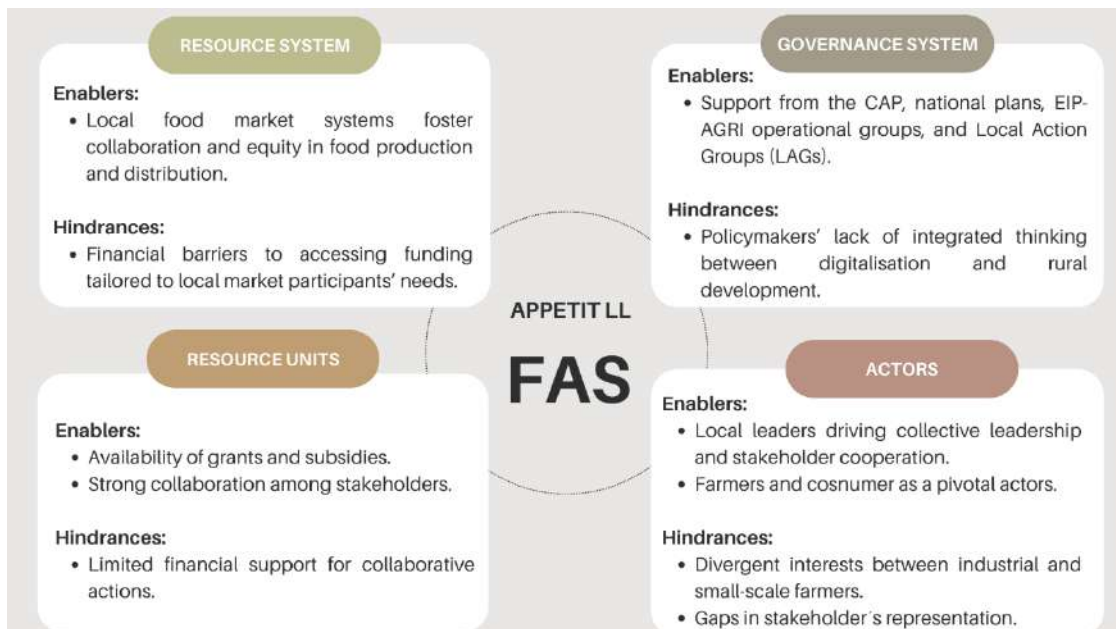 RESOURCE SYSTEM
Enablers:
• Local food market systems foster
collaboration and equity in food production
and distribution.
Hindrances:
• Financial barriers to accessing funding
tailored to local market participants' needs.
GOVERNANCE SYSTEM
Enablers:
• Support from the CAP, national plans, EIP-
AGRI operational groups, and Local Action
Groups (LAGs).
Hindrances:
• Policymakers' lack of integrated thinking
between digitalisation and rural
development.
APPETIT LL
FAS
RESOURCE UNITS
Enablers:
• Availability of grants and subsidies.
• Strong collaboration among stakeholders.
Hindrances:
• Limited financial support for collaborative
actions.
ACTORS
Enablers:
• Local leaders driving collective leadership
and stakeholder cooperation.
• Farmers and cosnumer as a pivotal actors.
Hindrances:
• Divergent interests between industrial and
small-scale farmers.
• Gaps in stakeholder´s representation.